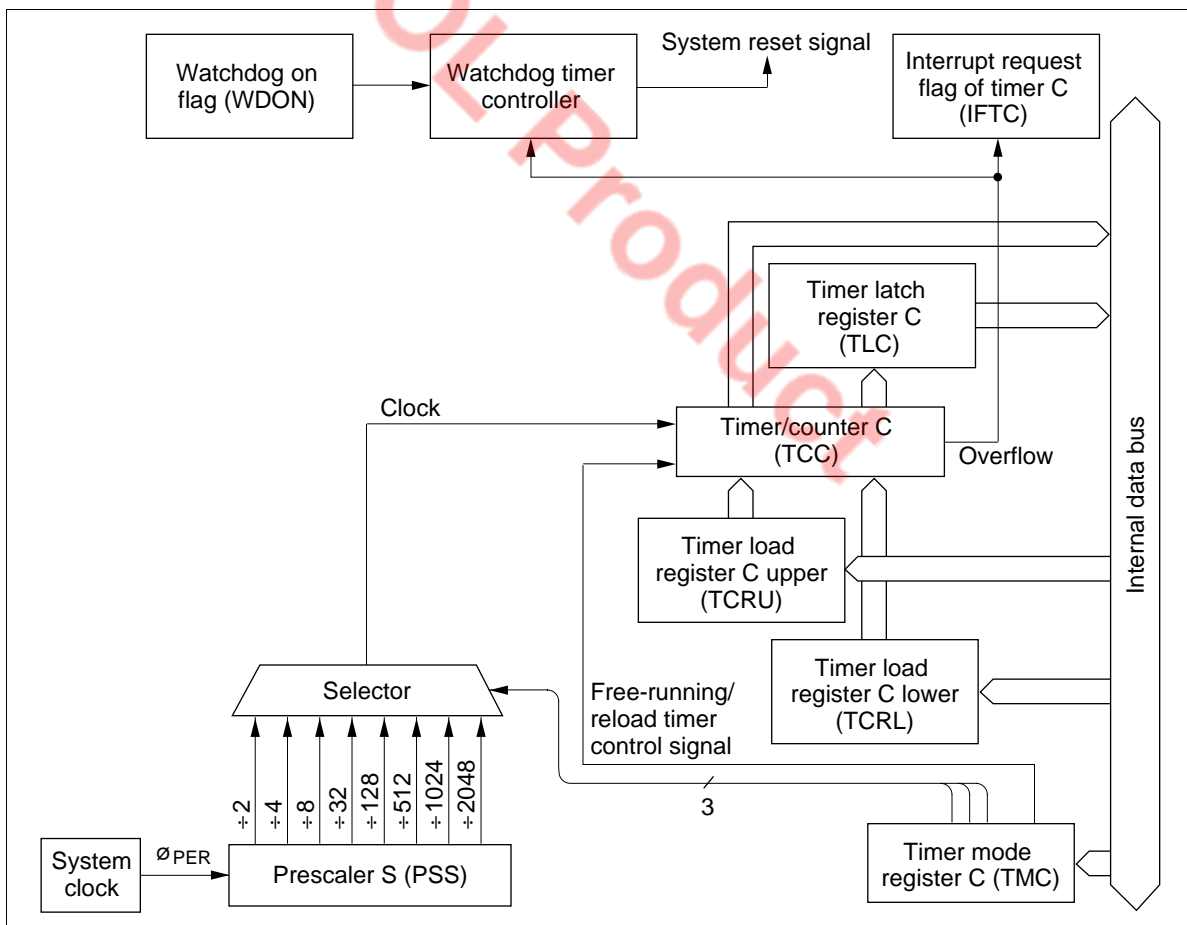 System reset signal
Watchdog on
flag (WDON)
Watchdog timer
controller
Interrupt request
flag of timer C
(IFTC)
OL Product
Timer latch
register C
(TLC)
Clock
Timer/counter C
(TCC)
Overflow
Internal data bus
Timer load
register C upper
(TCRU)
Timer load
register C lower
(TCRL)
Selector
Free-running/
reload timer
control signal
÷2
÷4
÷8
÷32
÷128
÷512
÷1024
÷2048
3
System
clock
ØPER
Prescaler S (PSS)
Timer mode
register C (TMC)